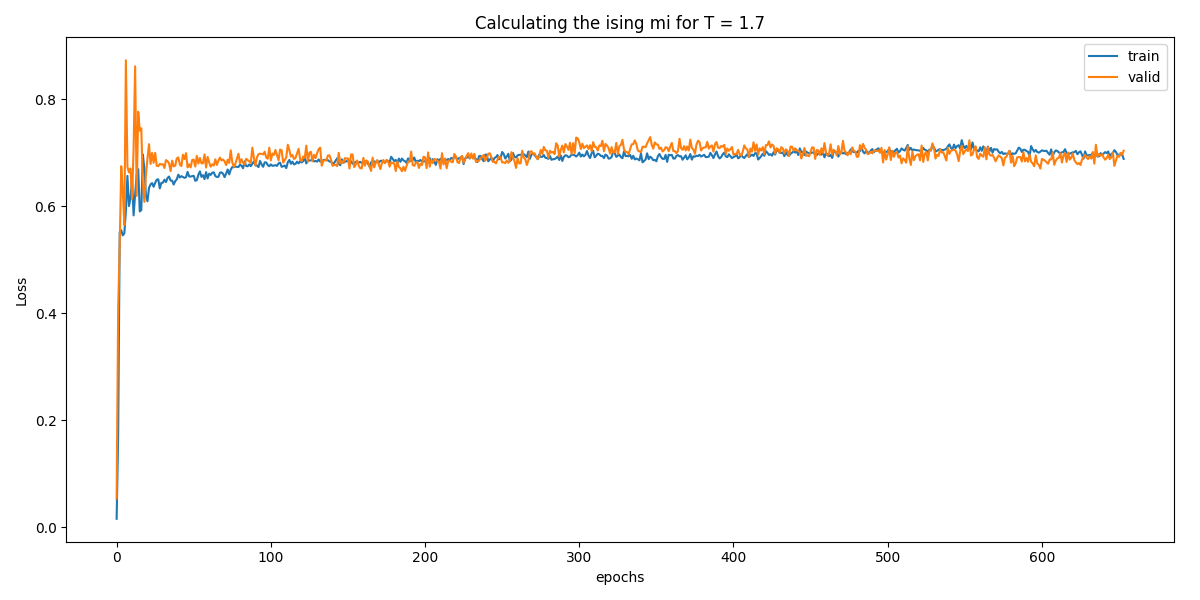 Calculating the ising mi for T = 1.7
train
valid
Loss
0.8
0.6
0.4
0.2
0.0
0 100 200 300 400 500 600
epochs